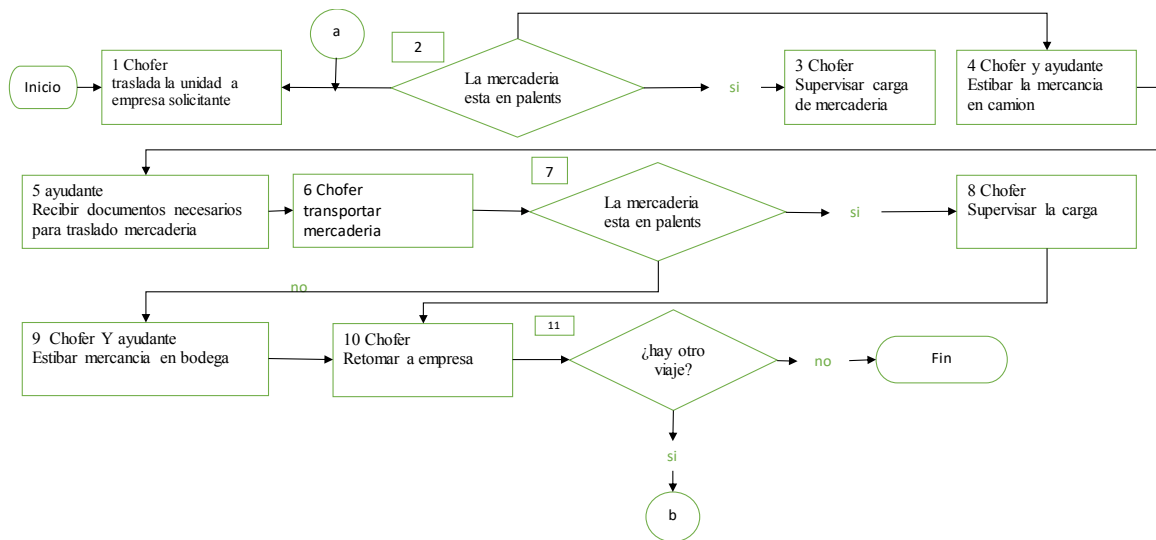 a
2
Inicio
1 Chofer
traslada la unidad a
empresa solicitante
La mercaderia
esta en palents
si
3 Chofer
Supervisar carga
de mercaderia
4 Chofer y ayudante
Estibar la mercancia
en camion
5 ayudante
Recibir documentos necesarios
para traslado mercaderia
6 Chofer
transportar
mercaderia
7
La mercaderia
esta en palents
si
8 Chofer
Supervisar la carga
no
9 Chofer Y ayudante
Estibar mercancia en bodega
10 Chofer
Retomar a empresa
11
¿hay otro
viaje?
no
Fin
si
b